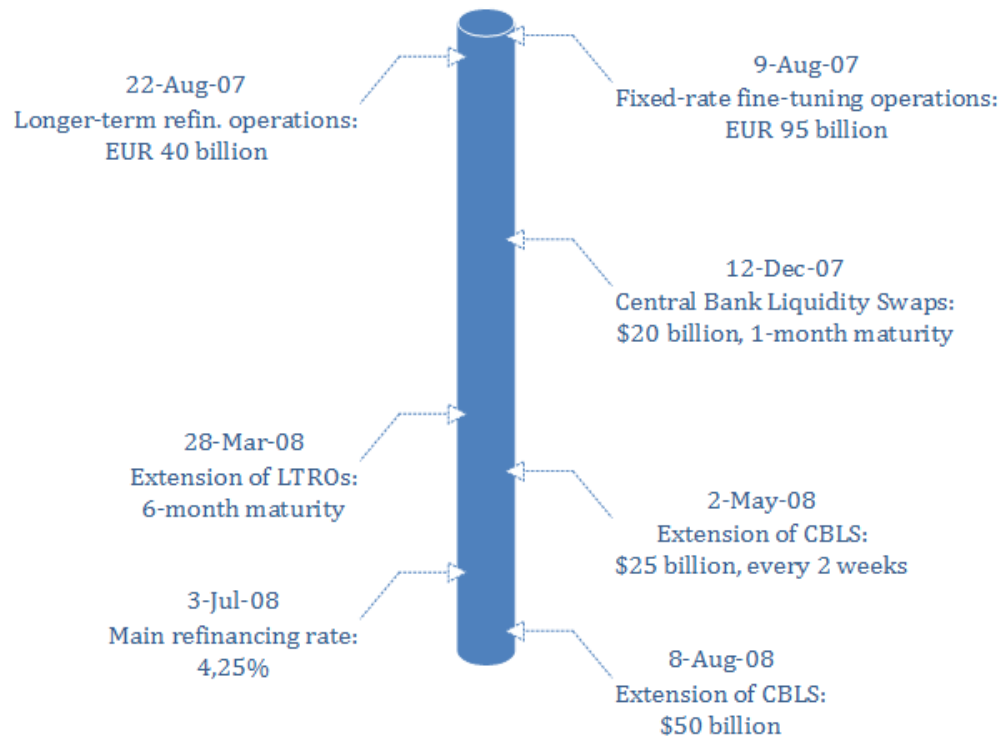 9-Aug-07
Fixed-rate fine-tuning operations:
EUR 95 billion
22-Aug-07
Longer-term refin. operations:
EUR 40 billion
12-Dec-07
Central Bank Liquidity Swaps:
$20 billion, 1-month maturity
28-Mar-08
Extension of LTROs:
6-month maturity
2-May-08
Extension of CBLS:
$25 billion, every 2 weeks
3-Jul-08
Main refinancing rate:
4,25%
8-Aug-08
Extension of CBLS:
$50 billion